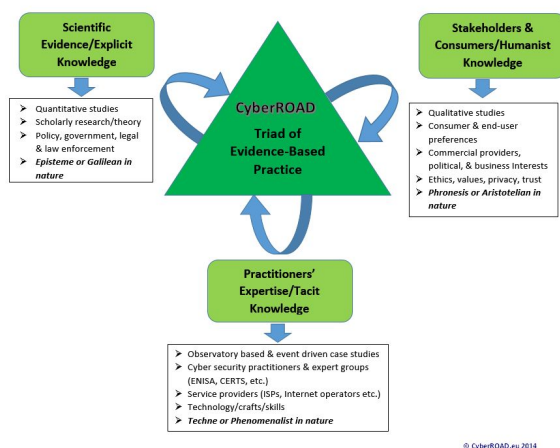 Scientific
Evidence/Explicit
Knowledge
➢ Quantitative studies
➢ Scholarly research/theory
➢ Policy, government, legal
& law enforcement
➢ Episteme or Galilean in
nature
CyberROAD
Triad of
Evidence-Based
Practice
Stakeholders &
Consumers/Humanist
Knowledge
➢ Qualitative studies
➢ Consumer & end-user
preferences
➢ Commercial providers,
political, & business Interests
➢ Ethics, values, privacy, trust
➢ Phronesis or Aristotelian in
nature
Practitioners’
Expertise/Tacit
Knowledge
➢ Observatory based & event driven case studies
➢ Cyber security practitioners & expert groups
(ENISA, CERTS, etc.)
➢ Service providers (ISPs, Internet operators etc.)
➢ Technology/crafts/skills
➢ Techne or Phenomenalist in nature
© CyberROAD.eu 2014